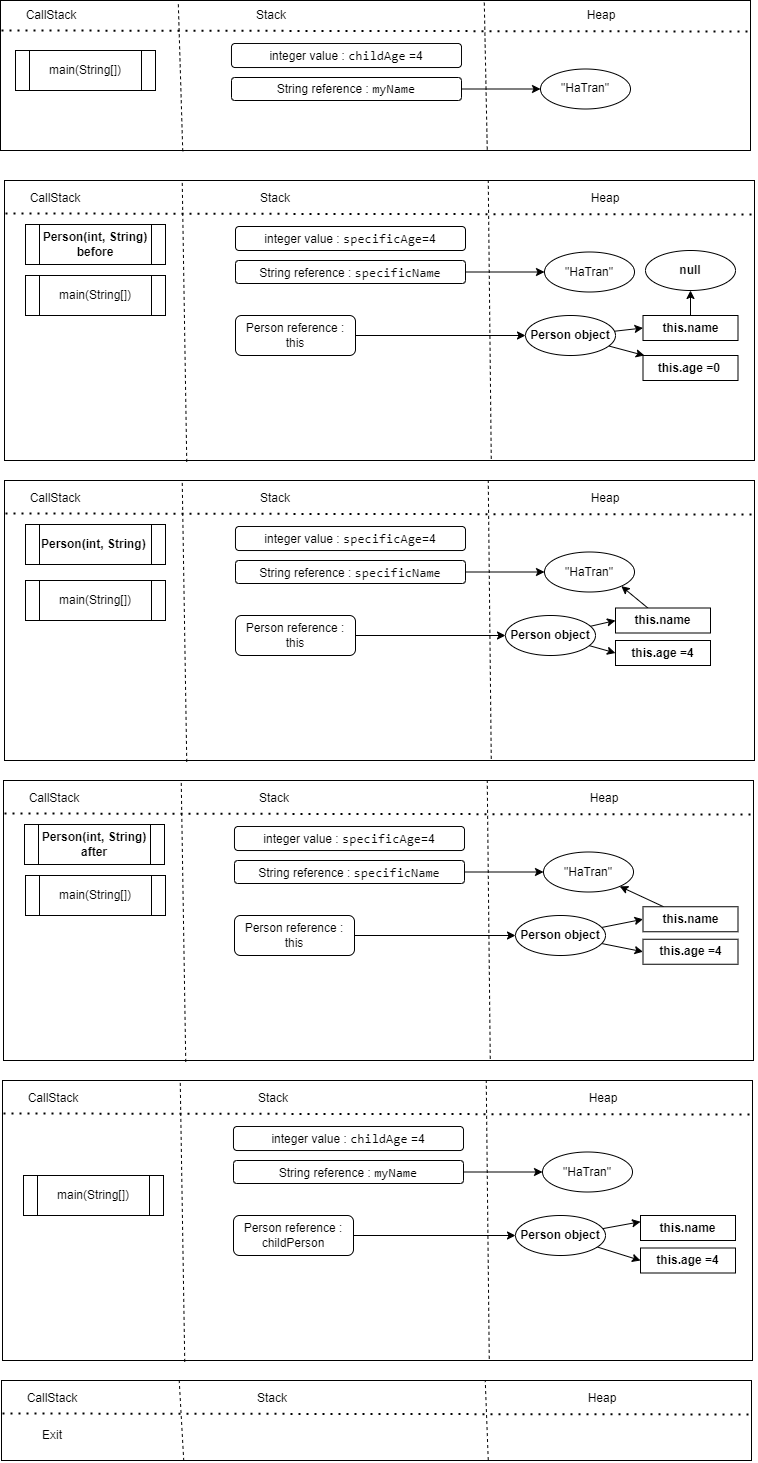 CallStack
Stack
Heap
main(String[])
integer value : childAge =4
String reference : myName
"HaTran"
CallStack
Stack
Heap
Person(int, String)
before
main(String[])
integer value : specificAge=4
String reference : specificName
"HaTran"
null
Person reference :
this
Person object
this.name
this.age =0
CallStack
Stack
Heap
Person(int, String)
main(String[])
integer value : specificAge=4
String reference : specificName
"HaTran"
Person reference :
this
Person object
this.name
this.age =4
CallStack
Stack
Heap
Person(int, String)
after
main(String[])
integer value : specificAge=4
String reference : specificName
"HaTran"
Person reference :
this
Person object
this.name
this.age =4
CallStack
Stack
Heap
main(String[])
integer value : childAge =4
String reference : myName
"HaTran"
Person reference :
childPerson
Person object
this.name
this.age =4
CallStack
Stack
Heap
Exit